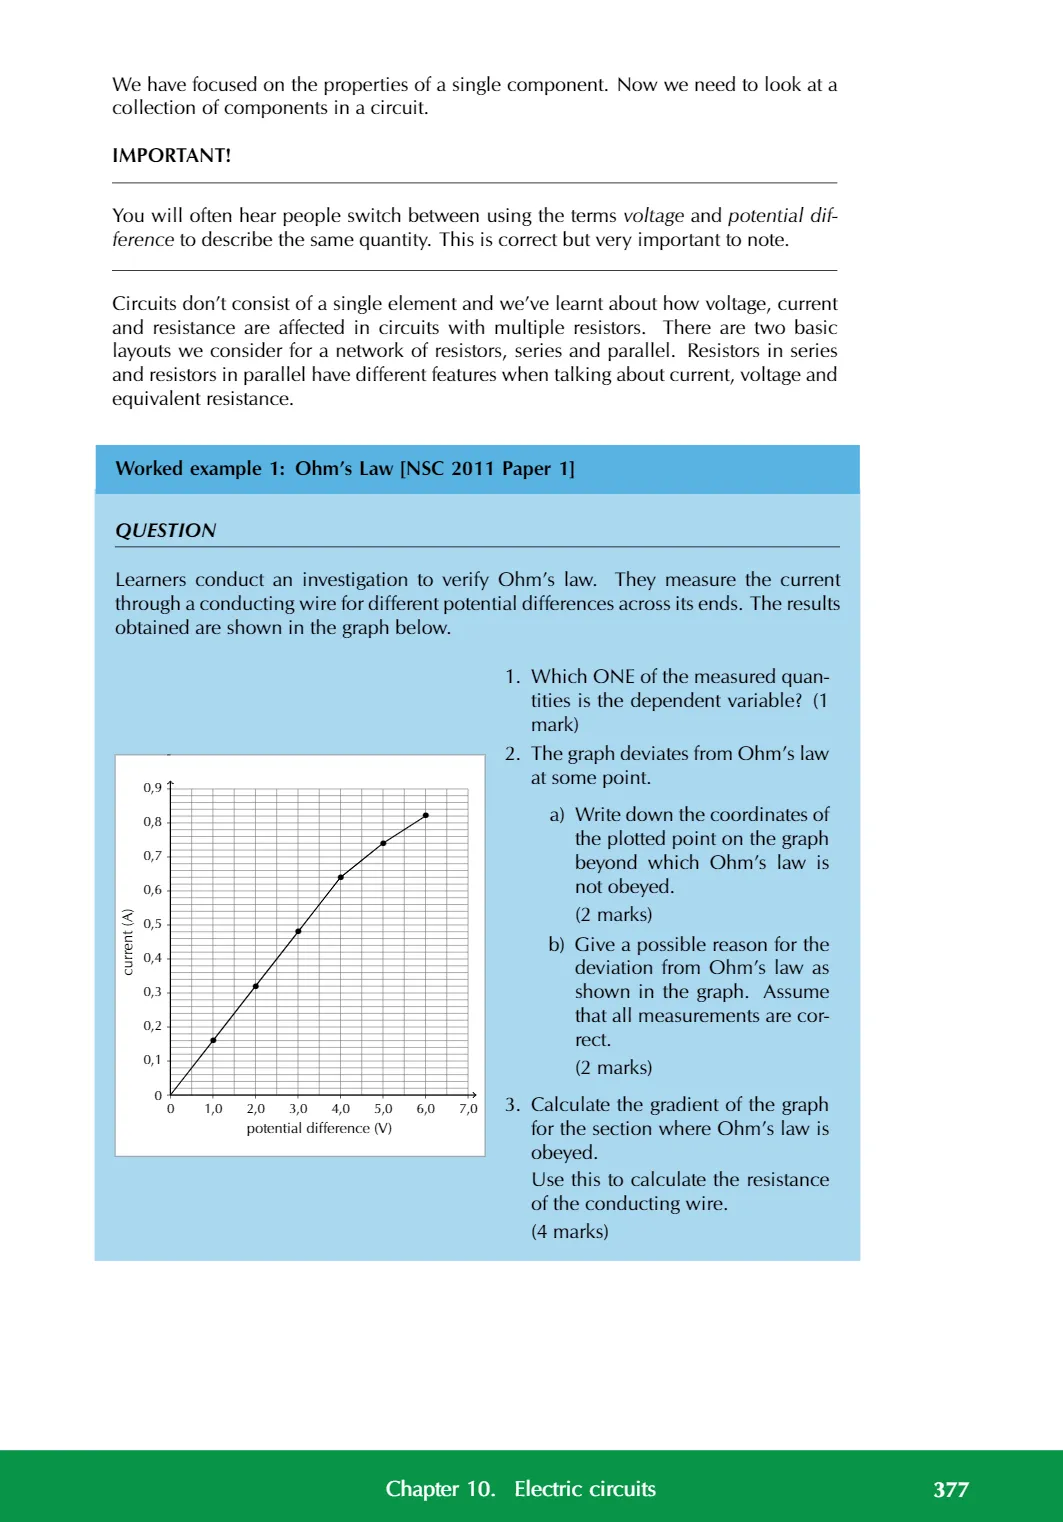 We have focused on the properties of a single component. Now we need to look at a
collection of components in a circuit.
IMPORTANT!
You will often hear people switch between using the terms voltage and potential dif-
ference to describe the same quantity. This is correct but very important to note.
Circuits don't consist of a single element and we've learnt about how voltage, current
and resistance are affected in circuits with multiple resistors. There are two basic
layouts we consider for a network of resistors, series and parallel. Resistors in series
and resistors in parallel have different features when talking about current, voltage and
equivalent resistance.
Worked example 1: Ohm's Law [NSC 2011 Paper 1]
QUESTION
Learners conduct an investigation to verify Ohm's law. They measure the current
through a conducting wire for different potential differences across its ends. The results
obtained are shown in the graph below.
0,9
0,8
0,7
0,6
0,5
0,4
0,3
0,2
0,1
0
current (A)
0 1,0 2,0 3,0 4,0 5,0 6,0 7,0
potential difference (V)
1. Which ONE of the measured quan-
tities is the dependent variable? (1
mark)
2. The graph deviates from Ohm's law
at some point.
a) Write down the coordinates of
the plotted point on the graph
beyond which Ohm's law is
not obeyed.
(2 marks)
b) Give a possible reason for the
deviation from Ohm's law as
shown in the graph. Assume
that all measurements are cor-
rect.
(2 marks)
3. Calculate the gradient of the graph
for the section where Ohm's law is
obeyed.
Use this to calculate the resistance
of the conducting wire.
(4 marks)
Chapter 10. Electric circuits 377